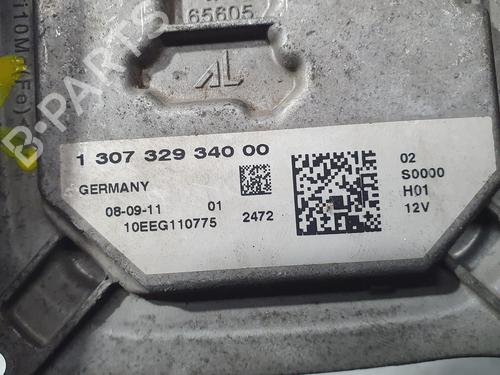 65605
AL
B-PARTS
1 307 329 340 00
GERMANY
08-09-11 01
10EEG110775 2472
02
S0000
H01
12V